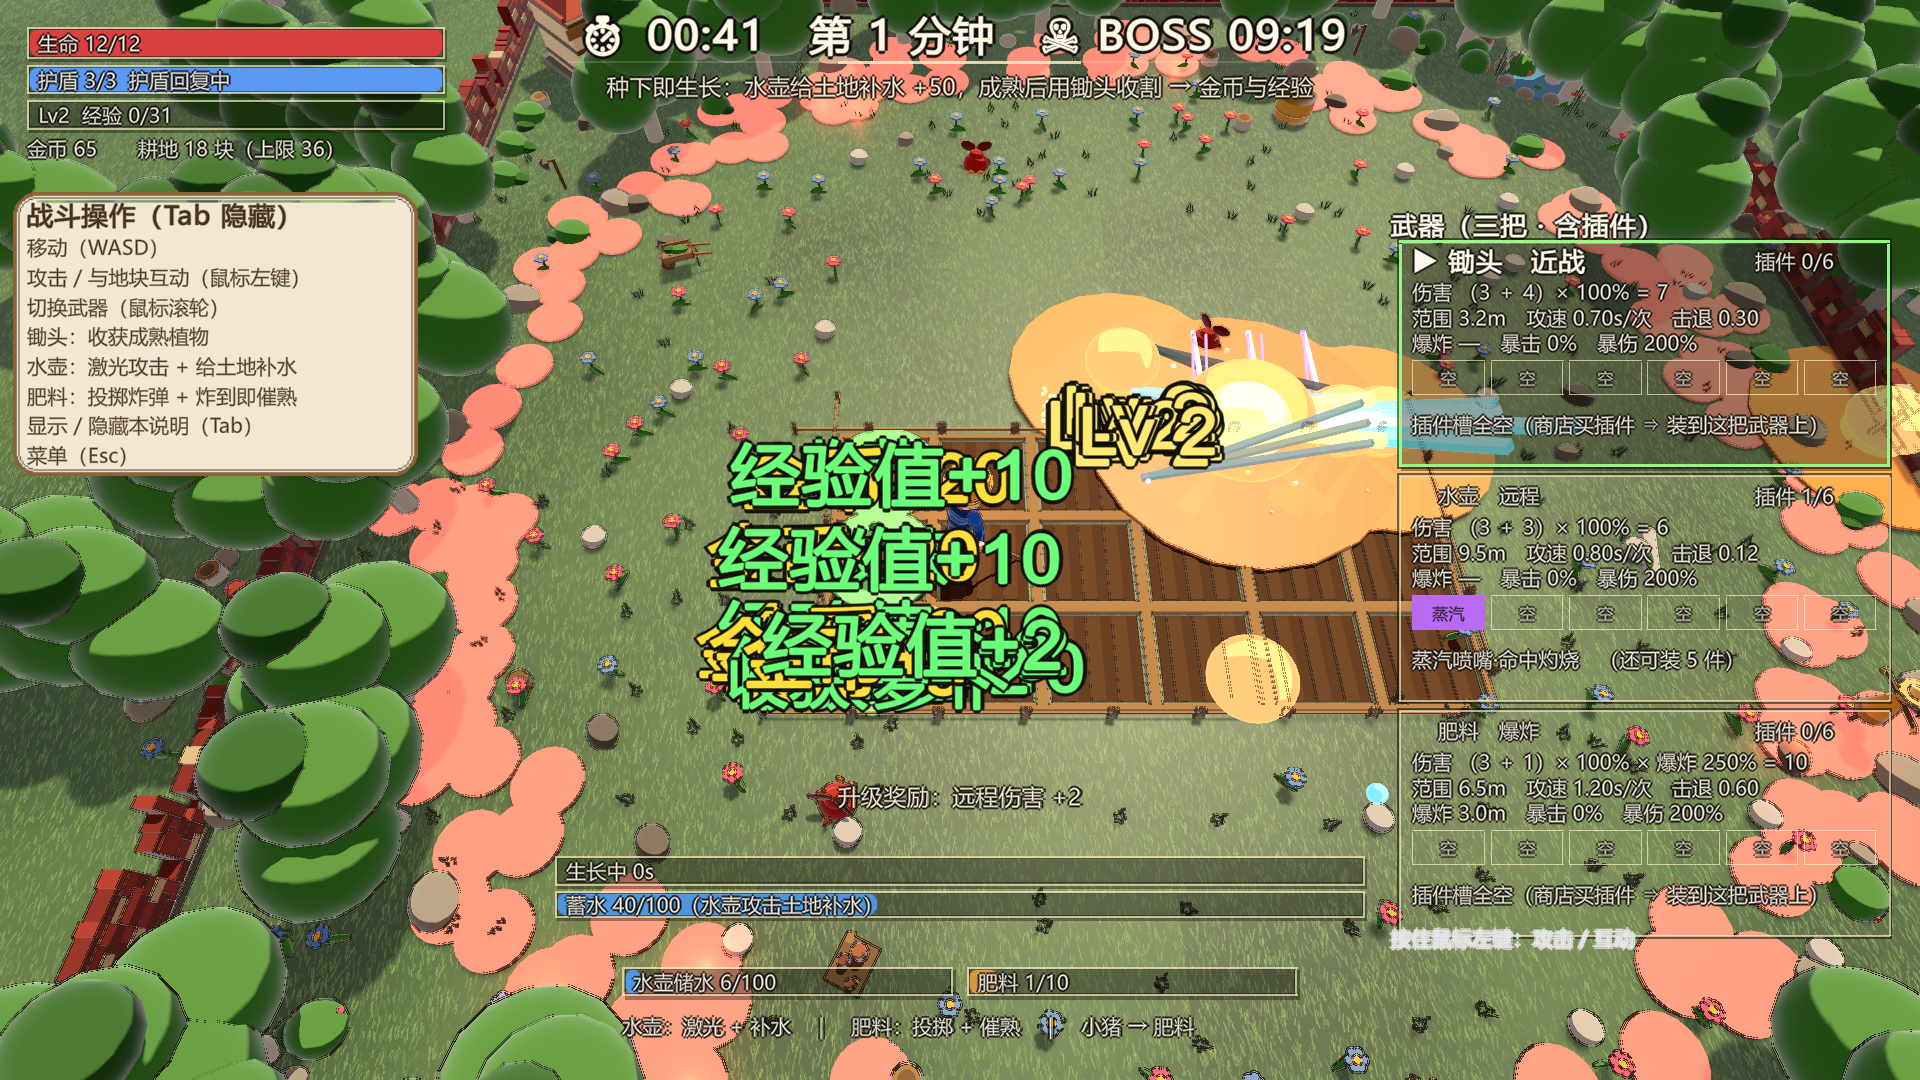 生命 12/12
护盾 3/3 护盾回复中
Lv2 经验 0/31
金币 65 耕地 18 块（上限 36）
00:41 第 1 分钟 BOSS 09:19
种下即生长：水壶给土地补水 +50，成熟后用锄头收割 → 金币与经验
战斗操作（Tab 隐藏）
移动（WASD）
攻击 / 与地块互动（鼠标左键）
切换武器（鼠标滚轮）
锄头：收获成熟植物
水壶：激光攻击 + 给土地补水
肥料：投掷炸弹 + 炸到即催熟
显示 / 隐藏本说明（Tab）
菜单（Esc）
武器（三把 · 含插件）
▶ 锄头 近战 插件 0/6
伤害 （3 + 4）× 100% = 7
范围 3.2m 攻速 0.70s/次 击退 0.30
爆炸 — 暴击 0% 暴伤 200%
空 空 空 空 空 空
插件槽全空（商店买插件 ⇒ 装到这把武器上）
水壶 远程 插件 1/6
伤害 （3 + 3）× 100% = 6
范围 9.5m 攻速 0.80s/次 击退 0.12
爆炸 — 暴击 0% 暴伤 200%
蒸汽 空 空 空 空 空
蒸汽喷嘴:命中灼烧 （还可装 5 件）
肥料 爆炸 插件 0/6
伤害 （3 + 1）× 100% × 爆炸 250% = 10
范围 6.5m 攻速 1.20s/次 击退 0.60
爆炸 3.0m 暴击 0% 暴伤 200%
空 空 空 空 空 空
插件槽全空（商店买插件 ⇒ 装到这把武器上）
按住鼠标左键：攻击 / 互动
LV2
经验值+10
经验值+10
经验值+2
升级奖励：远程伤害 +2
生长中 0s
蓄水 40/100（水壶攻击土地补水）
水壶储水 6/100
肥料 1/10
水壶：激光 + 补水 | 肥料：投掷 + 催熟 | 小猪 → 肥料